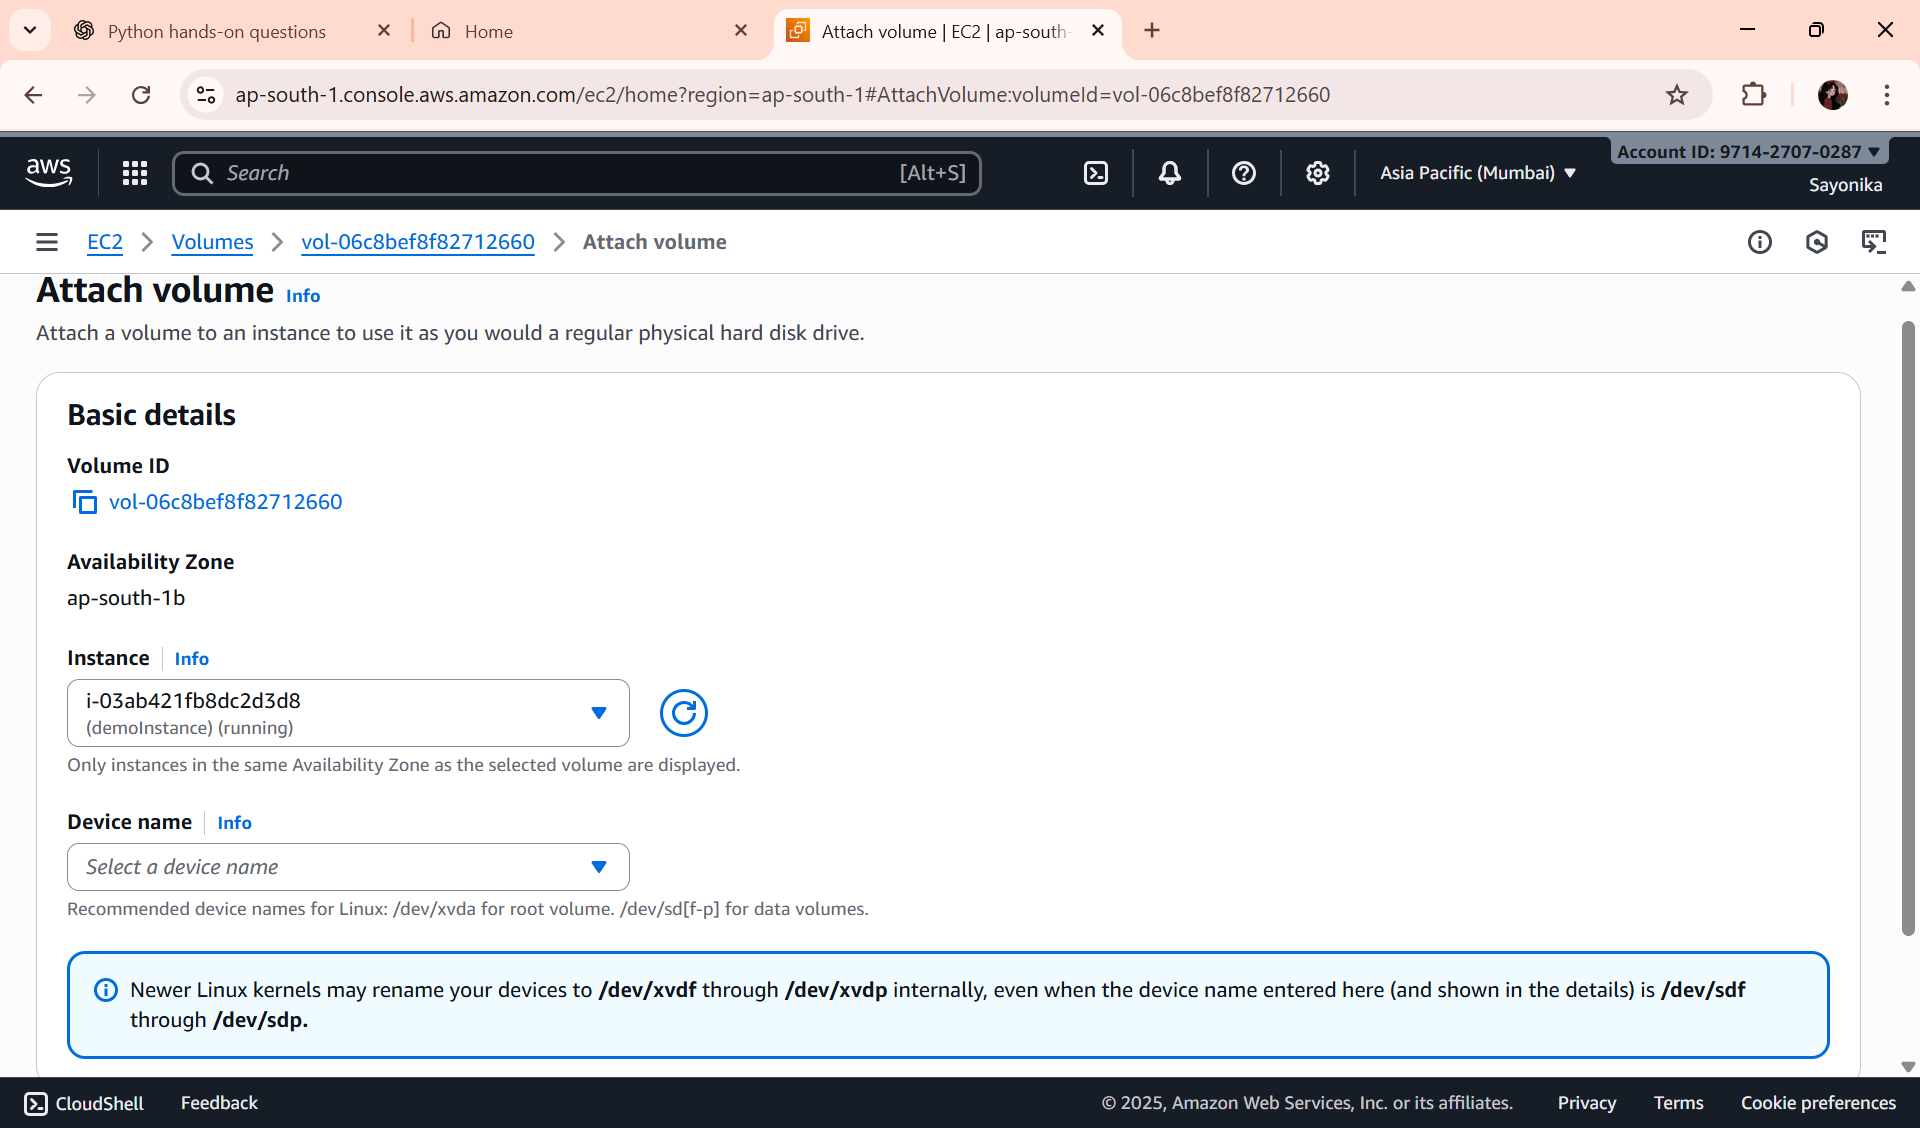 Python hands-on questions
Home
Attach volume | EC2 | ap-south-
ap-south-1.console.aws.amazon.com/ec2/home?region=ap-south-1#AttachVolume:volumeId=vol-06c8bef8f82712660
aws
Search
[Alt+S]
Asia Pacific (Mumbai)
Account ID: 9714-2707-0287
Sayonika
EC2
Volumes
vol-06c8bef8f82712660
Attach volume
Attach volume Info
Attach a volume to an instance to use it as you would a regular physical hard disk drive.
Basic details
Volume ID
vol-06c8bef8f82712660
Availability Zone
ap-south-1b
Instance Info
i-03ab421fb8dc2d3d8
(demoInstance) (running)
Only instances in the same Availability Zone as the selected volume are displayed.
Device name Info
Select a device name
Recommended device names for Linux: /dev/xvda for root volume. /dev/sd[f-p] for data volumes.
Newer Linux kernels may rename your devices to /dev/xvdf through /dev/xvdp internally, even when the device name entered here (and shown in the details) is /dev/sdf
through /dev/sdp.
CloudShell
Feedback
© 2025, Amazon Web Services, Inc. or its affiliates.
Privacy
Terms
Cookie preferences